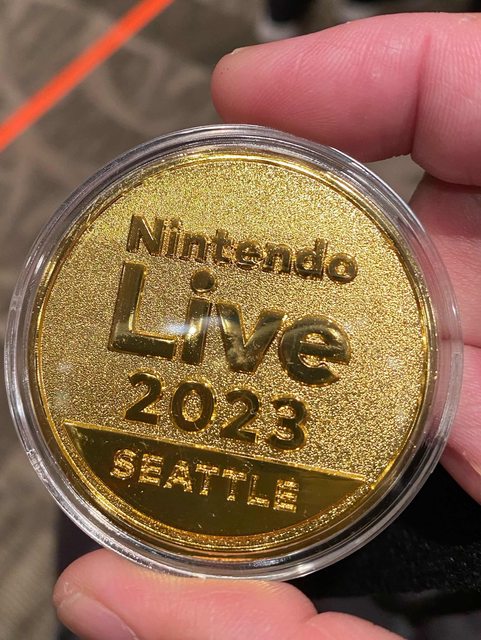 Nintendo
Live
2023
SEATTLE